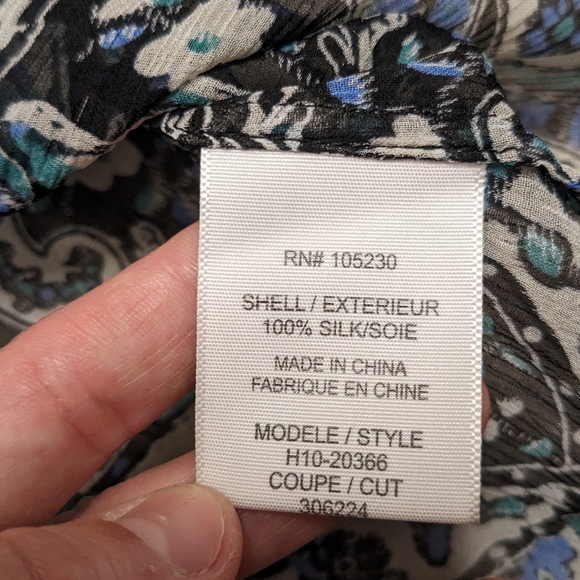 RN# 105230
SHELL / EXTERIEUR
100% SILK/SOIE
MADE IN CHINA
FABRIQUE EN CHINE
MODELE / STYLE
H10-20366
COUPE / CUT
306224